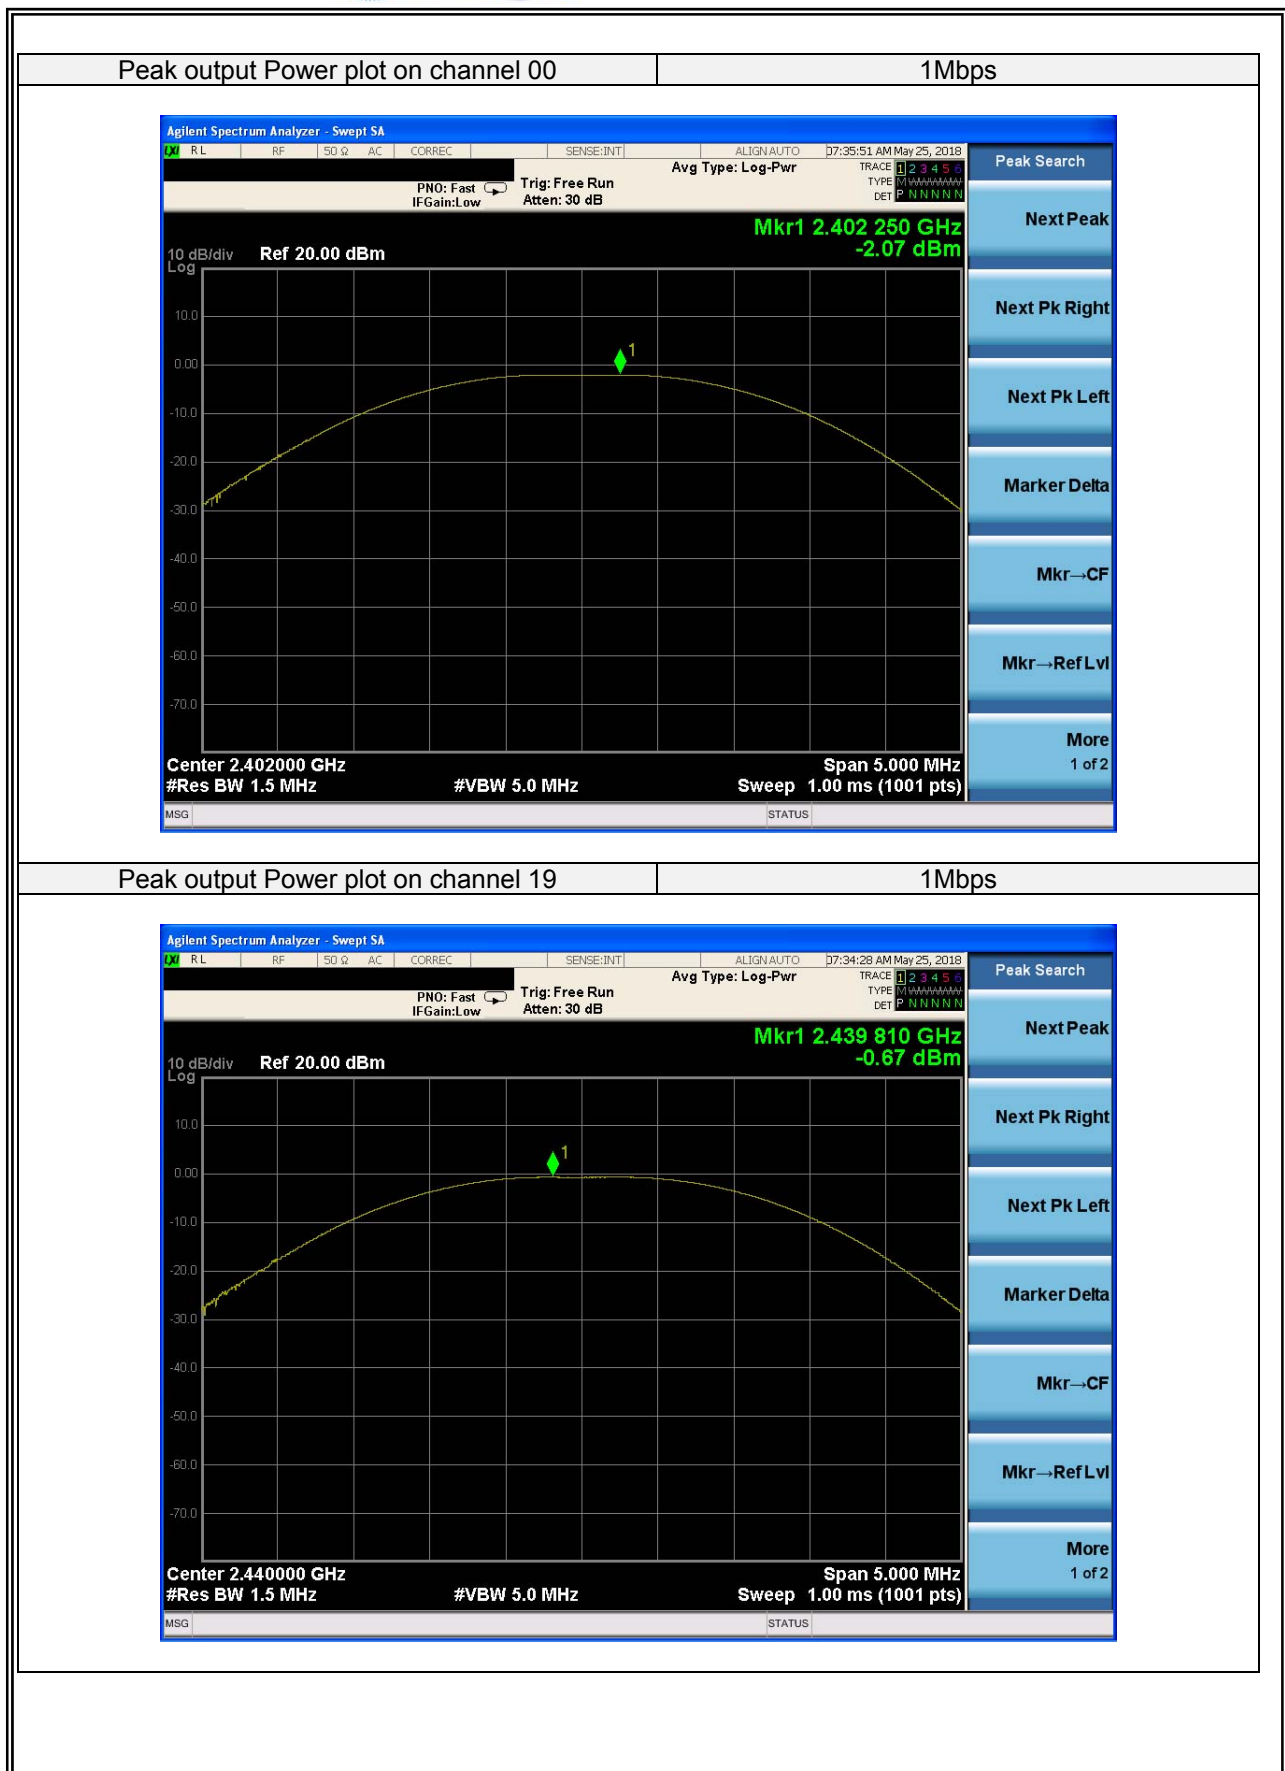 Peak output Power plot on channel 00 1Mbps
Agilent Spectrum Analyzer - Swept SA
LXI RL RF 50 Ω AC CORREC SENSE:INT ALIGN AUTO 07:35:51 AM May 25, 2018
Avg Type: Log-Pwr TRACE 1 2 3 4 5 6
PNO: Fast Trig: Free Run TYPE M W W W W W
IFGain:Low Atten: 30 dB DET P N N N N N
Peak Search
Next Peak
Next Pk Right
Next Pk Left
Marker Delta
Mkr→CF
Mkr→Ref Lvl
More
1 of 2
Mkr1 2.402 250 GHz
-2.07 dBm
10 dB/div Ref 20.00 dBm
Log
10.0
1
0.00
-10.0
-20.0
-30.0
-40.0
-50.0
-60.0
-70.0
Center 2.402000 GHz Span 5.000 MHz
#Res BW 1.5 MHz #VBW 5.0 MHz Sweep 1.00 ms (1001 pts)
MSG STATUS
Peak output Power plot on channel 19 1Mbps
Agilent Spectrum Analyzer - Swept SA
LXI RL RF 50 Ω AC CORREC SENSE:INT ALIGN AUTO 07:34:28 AM May 25, 2018
Avg Type: Log-Pwr TRACE 1 2 3 4 5 6
PNO: Fast Trig: Free Run TYPE M W W W W W
IFGain:Low Atten: 30 dB DET P N N N N N
Peak Search
Next Peak
Next Pk Right
Next Pk Left
Marker Delta
Mkr→CF
Mkr→Ref Lvl
More
1 of 2
Mkr1 2.439 810 GHz
-0.67 dBm
10 dB/div Ref 20.00 dBm
Log
10.0
1
0.00
-10.0
-20.0
-30.0
-40.0
-50.0
-60.0
-70.0
Center 2.440000 GHz Span 5.000 MHz
#Res BW 1.5 MHz #VBW 5.0 MHz Sweep 1.00 ms (1001 pts)
MSG STATUS